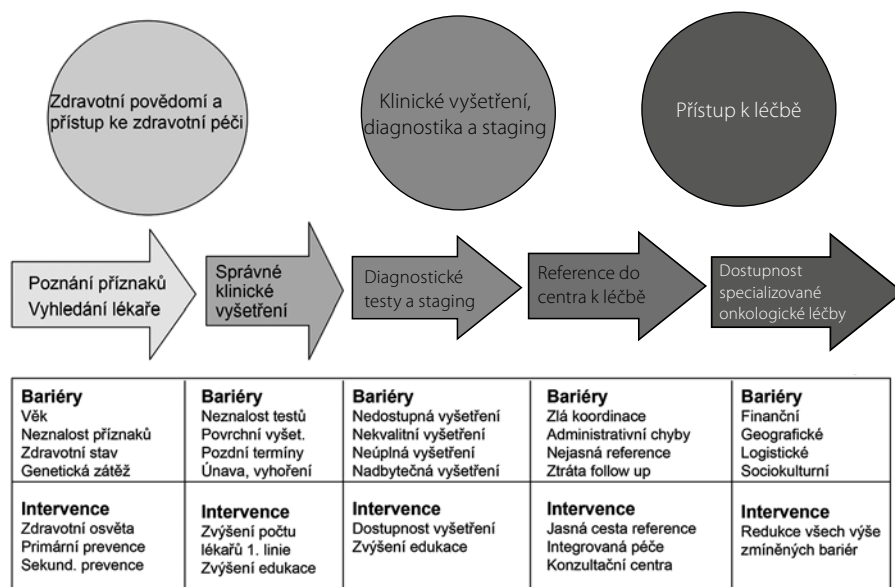 Zdravotní povědomí a
přístup ke zdravotní péči
Klinické vyšetření,
diagnostika a staging
Přístup k léčbě
Poznání příznaků
Vyhledání lékaře
Správné
klinické
vyšetření
Diagnostické
testy a staging
Reference do
centra k léčbě
Dostupnost
specializované
onkologické léčby
Bariéry
Věk
Neznalost příznaků
Zdravotní stav
Genetická zátěž
Bariéry
Neznalost testů
Povrchni vyšet.
Pozdní termíny
Únava, vyhoření
Bariéry
Nedostupná vyšetření
Nekvalitní vyšetření
Neúplná vyšetření
Nadbytečná vyšetření
Bariéry
Zlá koordinace
Administrativní chyby
Nejasná reference
Ztráta follow up
Bariéry
Finanční
Geografické
Logistické
Sociokulturní
Intervence
Zdravotní osvěta
Primární prevence
Sekund. prevence
Intervence
Zvýšení počtu
lékařů 1. linie
Zvýšení edukace
Intervence
Dostupnost vyšetření
Zvýšení edukace
Intervence
Jasná cesta reference
Integrovaná péče
Konzultační centra
Intervence
Redukce všech výše
zmíněných bariér